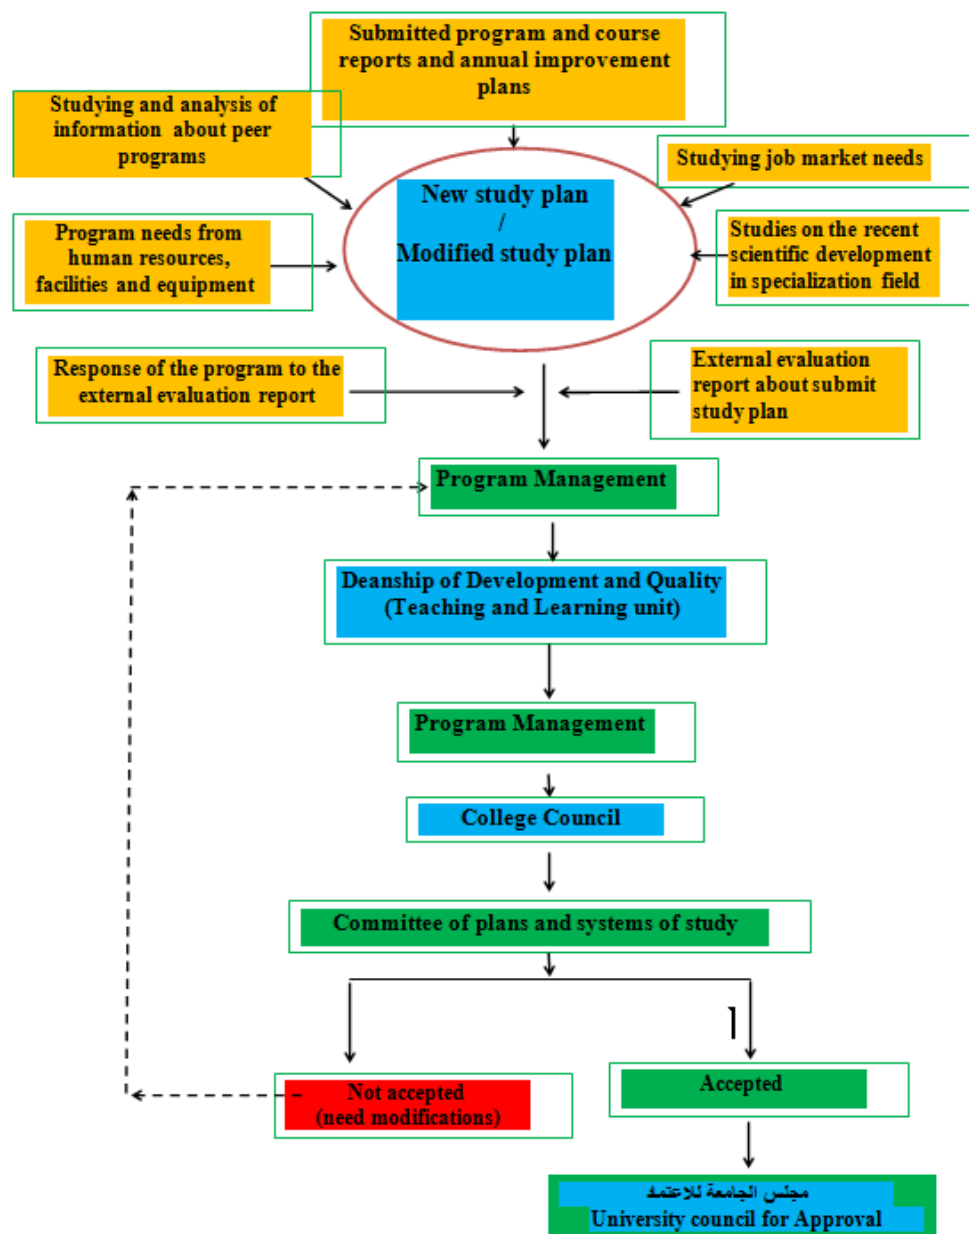 Submitted program and course
reports and annual improvement
plans
Studying and analysis of
information about peer
programs
Studying job market needs
New study plan
/
Modified study plan
Program needs from
human resources,
facilities and equipment
Studies on the recent
scientific development
in specialization field
Response of the program to the
external evaluation report
External evaluation
report about submit
study plan
Program Management
Deanship of Development and Quality
(Teaching and Learning unit)
Program Management
College Council
Committee of plans and systems of study
Not accepted
(need modifications)
Accepted
مجلس الجامعة للاعتماد
University council for Approval